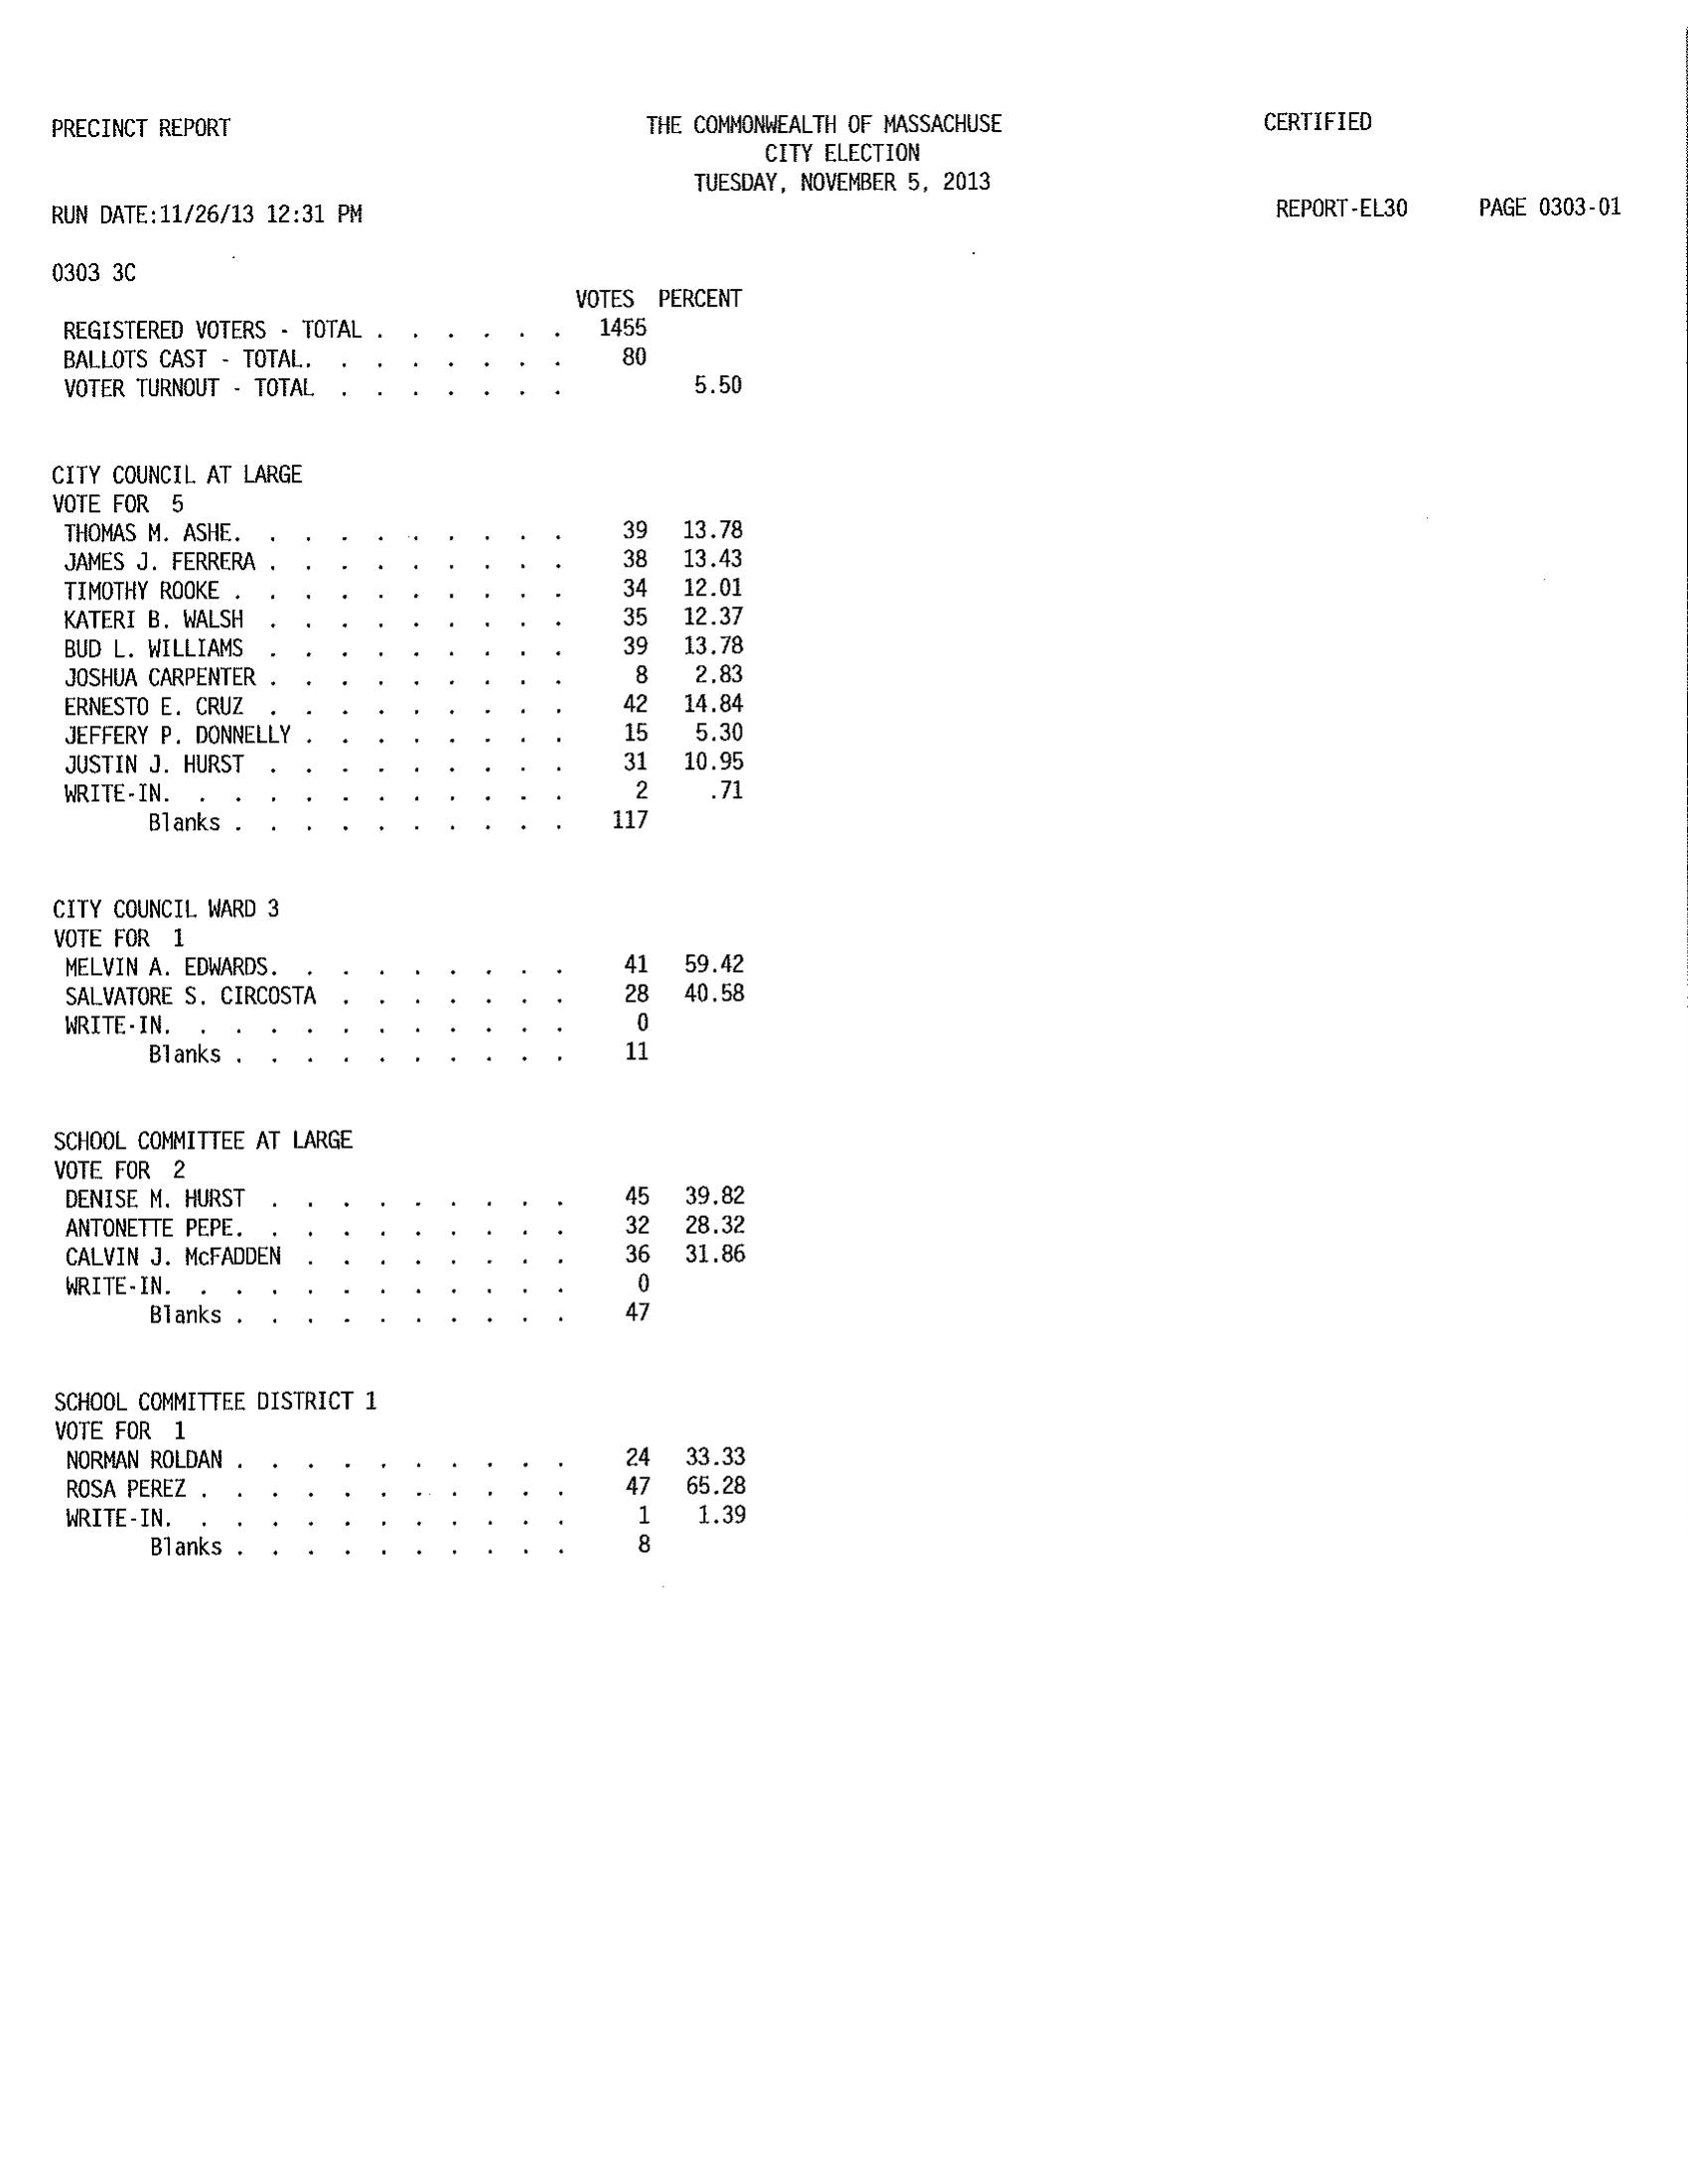 PRECINCT REPORT THE COMMONWEALTH OF MASSACHUSE CERTIFIED
CITY ELECTION
TUESDAY, NOVEMBER 5, 2013
RUN DATE:11/26/13 12:31 PM REPORT-EL30 PAGE 0303-01
0303 3C
VOTES PERCENT
REGISTERED VOTERS - TOTAL . . . . . . 1455
BALLOTS CAST - TOTAL. . . . . . . . 80
VOTER TURNOUT - TOTAL . . . . . . . 5.50
CITY COUNCIL AT LARGE
VOTE FOR 5
THOMAS M. ASHE. . . . . . . . . . 39 13.78
JAMES J. FERRERA . . . . . . . . . 38 13.43
TIMOTHY ROOKE . . . . . . . . . . 34 12.01
KATERI B. WALSH . . . . . . . . . 35 12.37
BUD L. WILLIAMS . . . . . . . . . 39 13.78
JOSHUA CARPENTER . . . . . . . . . 8 2.83
ERNESTO E. CRUZ . . . . . . . . . 42 14.84
JEFFERY P. DONNELLY . . . . . . . . 15 5.30
JUSTIN J. HURST . . . . . . . . . 31 10.95
WRITE-IN. . . . . . . . . . . . 2 .71
Blanks . . . . . . . . . . 117
CITY COUNCIL WARD 3
VOTE FOR 1
MELVIN A. EDWARDS. . . . . . . . . 41 59.42
SALVATORE S. CIRCOSTA . . . . . . . 28 40.58
WRITE-IN. . . . . . . . . . . . 0
Blanks . . . . . . . . . . 11
SCHOOL COMMITTEE AT LARGE
VOTE FOR 2
DENISE M. HURST . . . . . . . . . 45 39.82
ANTONETTE PEPE. . . . . . . . . . 32 28.32
CALVIN J. McFADDEN . . . . . . . . 36 31.86
WRITE-IN. . . . . . . . . . . . 0
Blanks . . . . . . . . . . 47
SCHOOL COMMITTEE DISTRICT 1
VOTE FOR 1
NORMAN ROLDAN . . . . . . . . . . 24 33.33
ROSA PEREZ . . . . . . . . . . . 47 65.28
WRITE-IN. . . . . . . . . . . . 1 1.39
Blanks . . . . . . . . . . 8